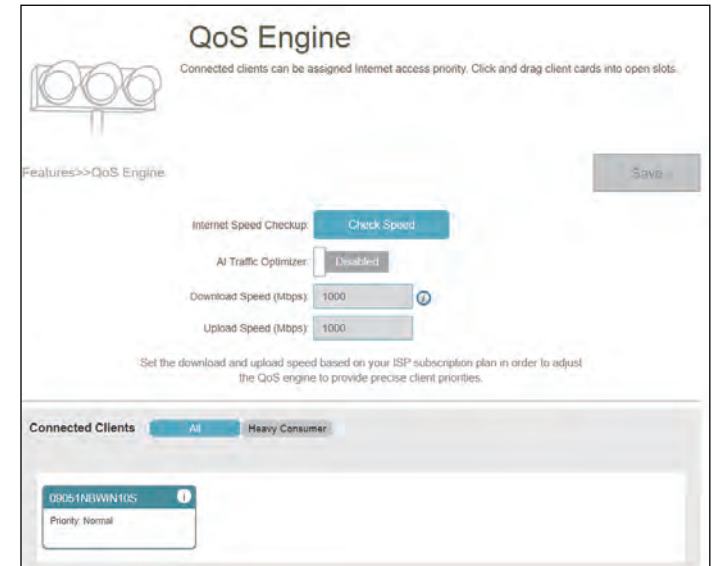 QoS Engine
Connected clients can be assigned Internet access priority. Click and drag client cards into open slots.
Features>>QoS Engine
Save
Internet Speed Checkup:
Check Speed
AI Traffic Optimizer:
Disabled
Download Speed (Mbps):
1000
i
Upload Speed (Mbps):
1000
Set the download and upload speed based on your ISP subscription plan in order to adjust
the QoS engine to provide precise client priorities.
Connected Clients
All
Heavy Consumer
09051NBWIN10S
i
Priority: Normal